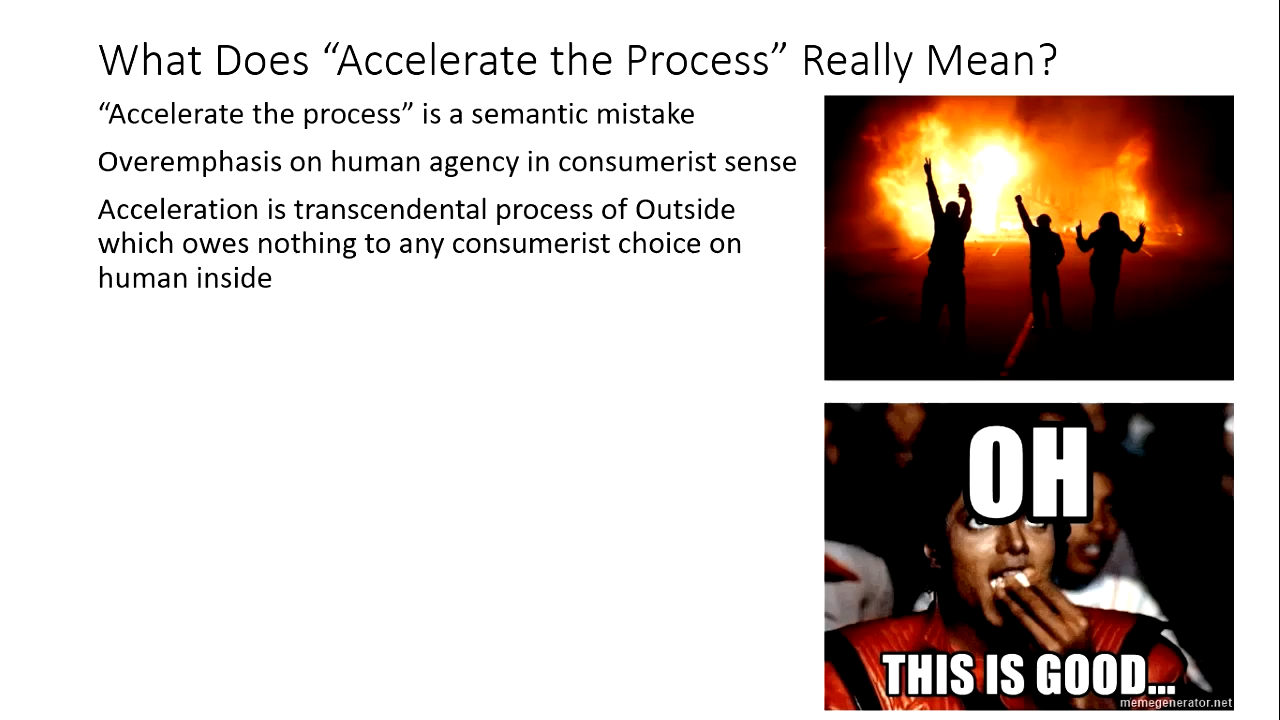 What Does “Accelerate the Process” Really Mean?
“Accelerate the process” is a semantic mistake
Overemphasis on human agency in consumerist sense
Acceleration is transcendental process of Outside
which owes nothing to any consumerist choice on
human inside
OH
THIS IS GOOD...
memegenerator.net